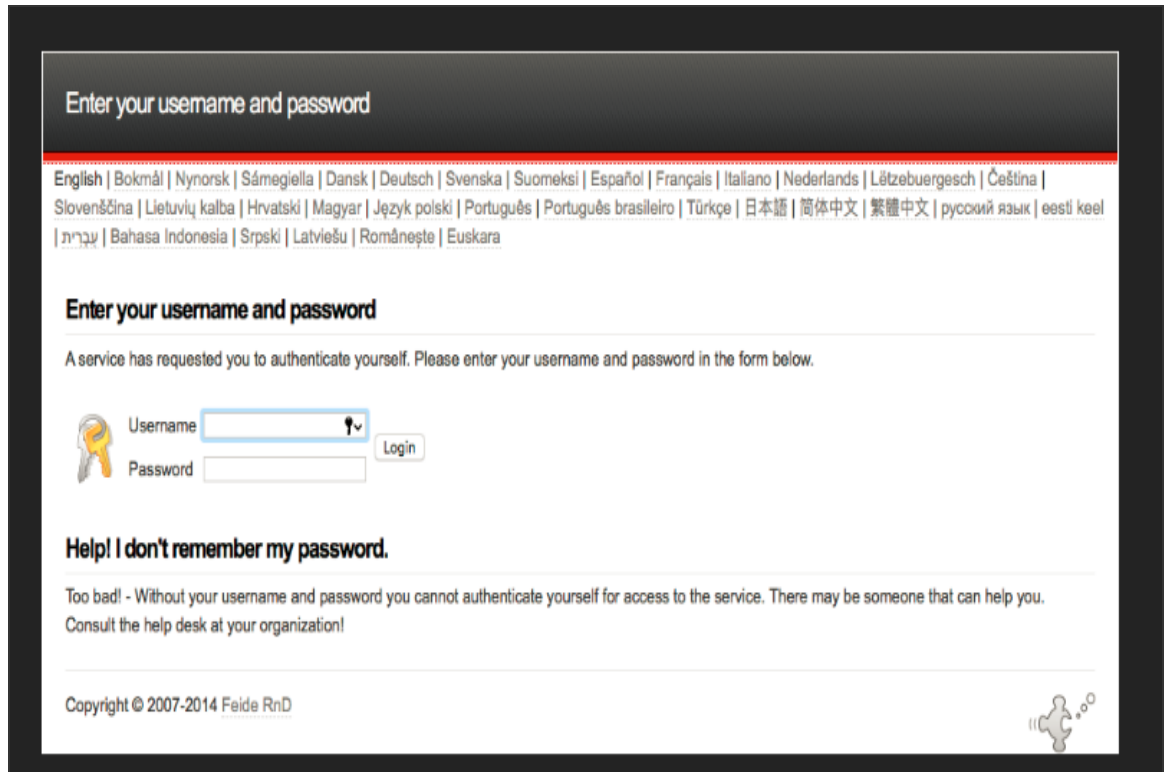 Enter your username and password
English | Bokmål | Nynorsk | Sámegiella | Dansk | Deutsch | Svenska | Suomeksi | Español | Français | Italiano | Nederlands | Lëtzebuergesch | Čeština |
Slovenščina | Lietuvių kalba | Hrvatski | Magyar | Język polski | Português | Português brasileiro | Türkçe | 日本語 | 简体中文 | 繁體中文 | русский язык | eesti keel
| עִבְרִית | Bahasa Indonesia | Srpski | Latviešu | Românește | Euskara
Enter your username and password
A service has requested you to authenticate yourself. Please enter your username and password in the form below.
Username
Login
Password
Help! I don't remember my password.
Too bad! - Without your username and password you cannot authenticate yourself for access to the service. There may be someone that can help you.
Consult the help desk at your organization!
Copyright © 2007-2014 Feide RnD